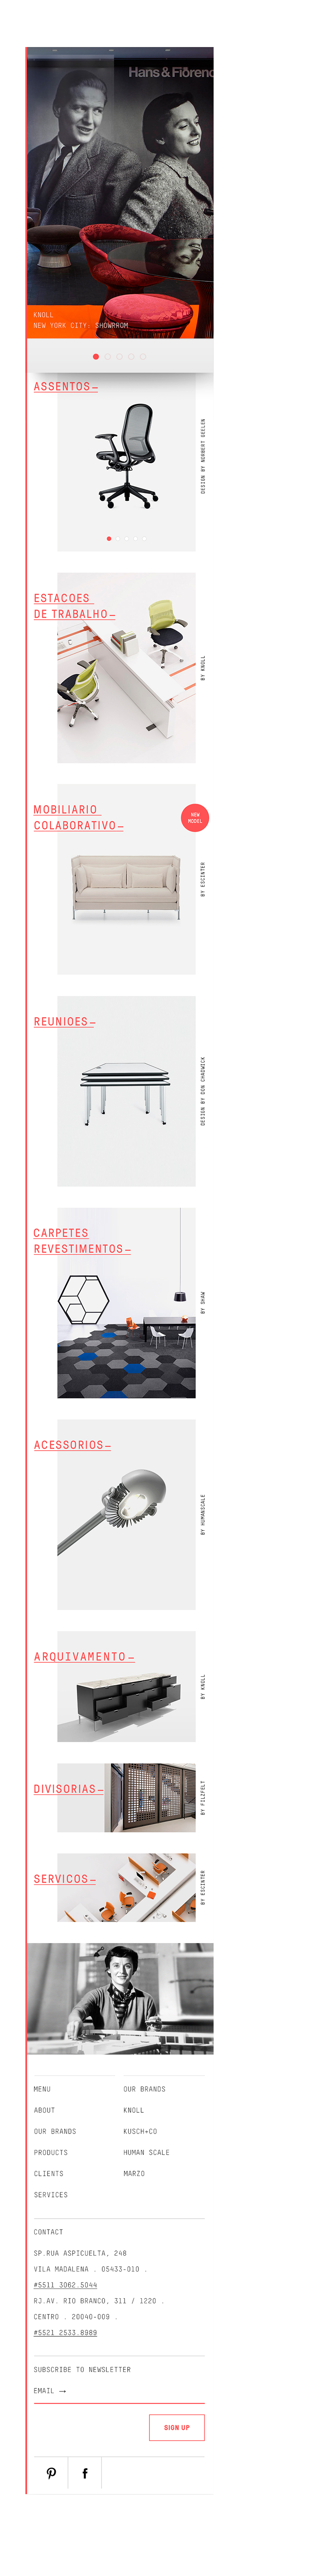 Hans & Florenc
KNOLL
NEW YORK CITY: SHOWRROM
ASSENTOS
DESIGN BY NORBERT GEELEN
ESTACOES
DE TRABALHO
BY KNOLL
MOBILIARIO
COLABORATIVO
NEW
MODEL
BY ESCINTER
REUNIOES
DESIGN BY DON CHADWICK
CARPETES
REVESTIMENTOS
BY SHAW
ACESSORIOS
BY HUMANSCALE
ARQUIVAMENTO
BY KNOLL
DIVISORIAS
BY FILZFELT
SERVICOS
BY ESCINTER
MENU
ABOUT
OUR BRANDS
PRODUCTS
CLIENTS
SERVICES
OUR BRANDS
KNOLL
KUSCH+CO
HUMAN SCALE
MARZO
CONTACT
SP.RUA ASPICUELTA, 248
VILA MADALENA . 05433-010 .
#5511 3062.5044
RJ.AV. RIO BRANCO, 311 / 1220 .
CENTRO . 20040-009 .
#5521 2533.8989
SUBSCRIBE TO NEWSLETTER
EMAIL →
SIGN UP